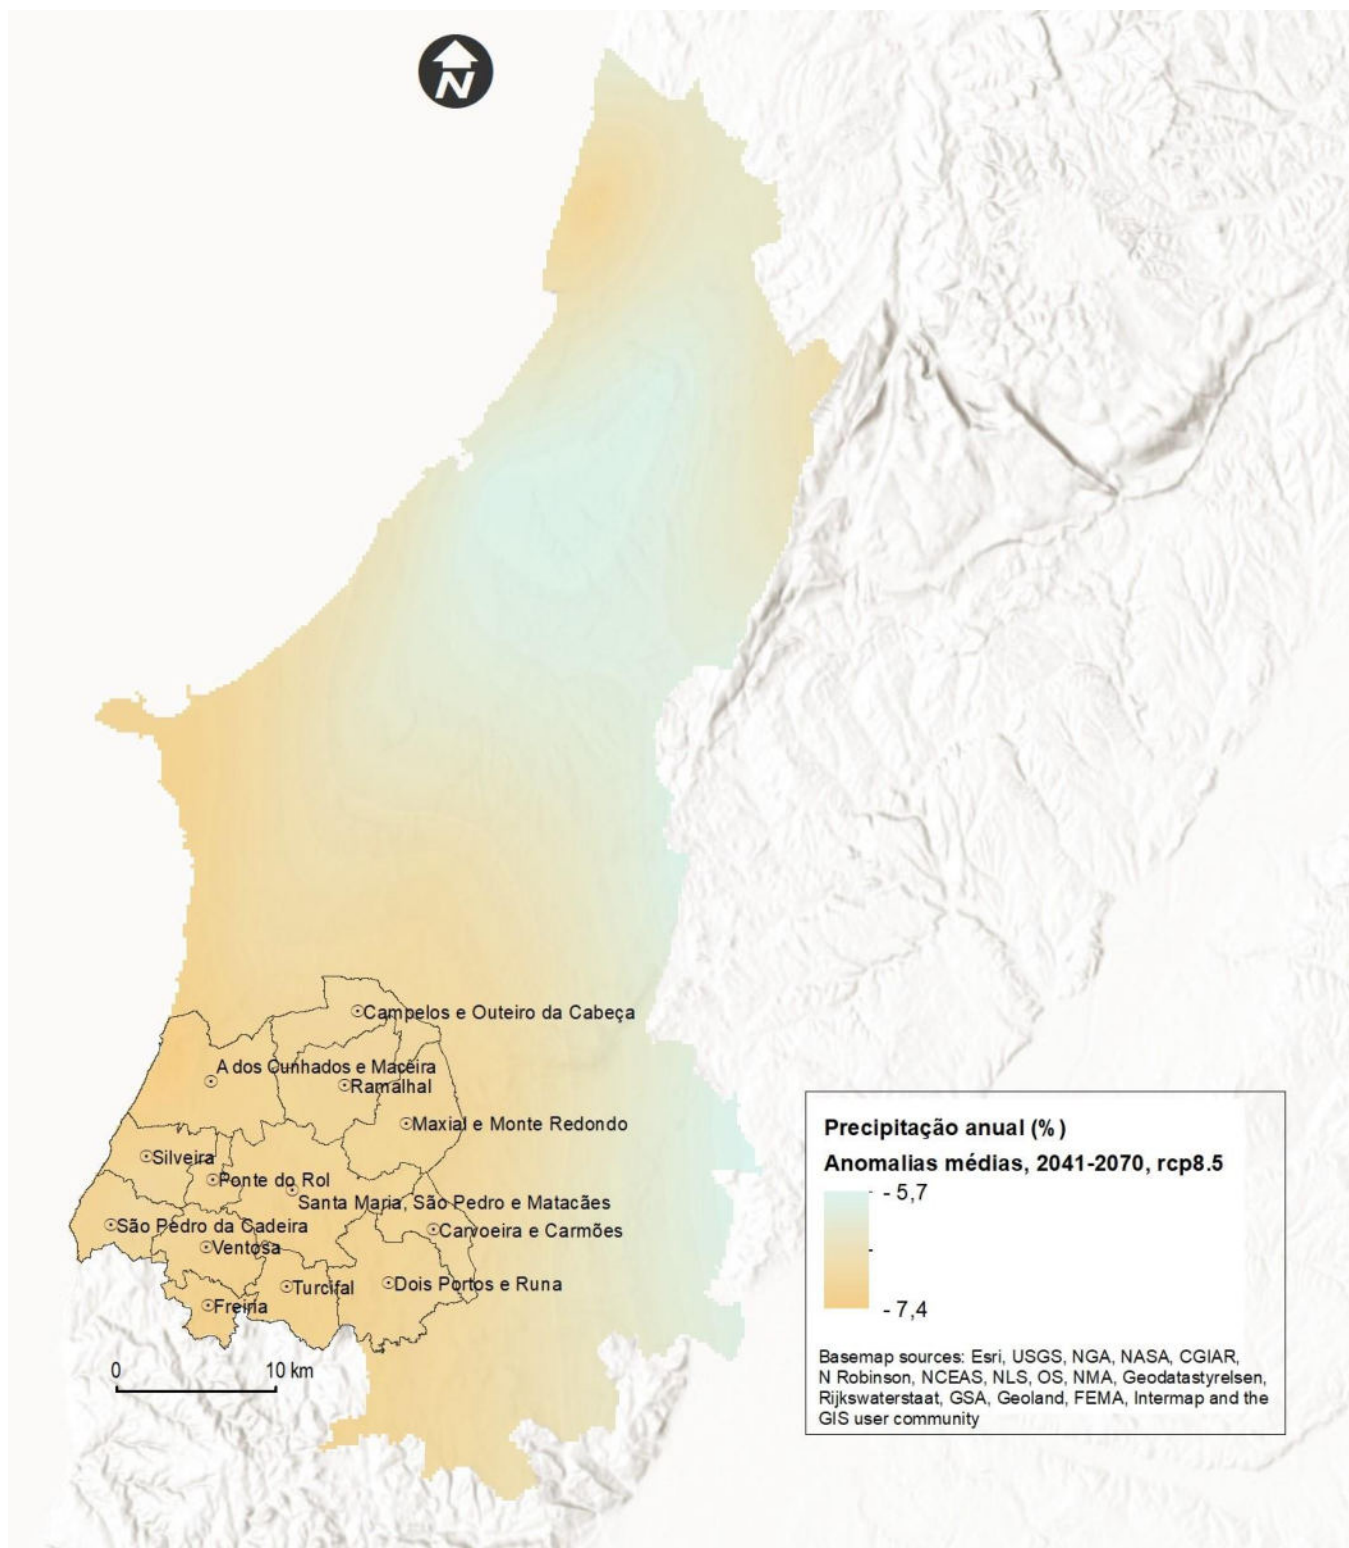 N
Campelos e Outeiro da Cabeça
A dos Cunhados e Maceira
Ramalhal
Maxial e Monte Redondo
Silveira
Ponte do Rol
Santa Maria, São Pedro e Matacães
São Pedro da Cadeira
Carvoeira e Carmões
Ventosa
Dois Portos e Runa
Turcifal
Freiria
0 10 km
Precipitação anual (%)
Anomalias médias, 2041-2070, rcp8.5
- 5,7
- 7,4
Basemap sources: Esri, USGS, NGA, NASA, CGIAR,
N Robinson, NCEAS, NLS, OS, NMA, Geodatastyrelsen,
Rijkswaterstaat, GSA, Geoland, FEMA, Intermap and the
GIS user community